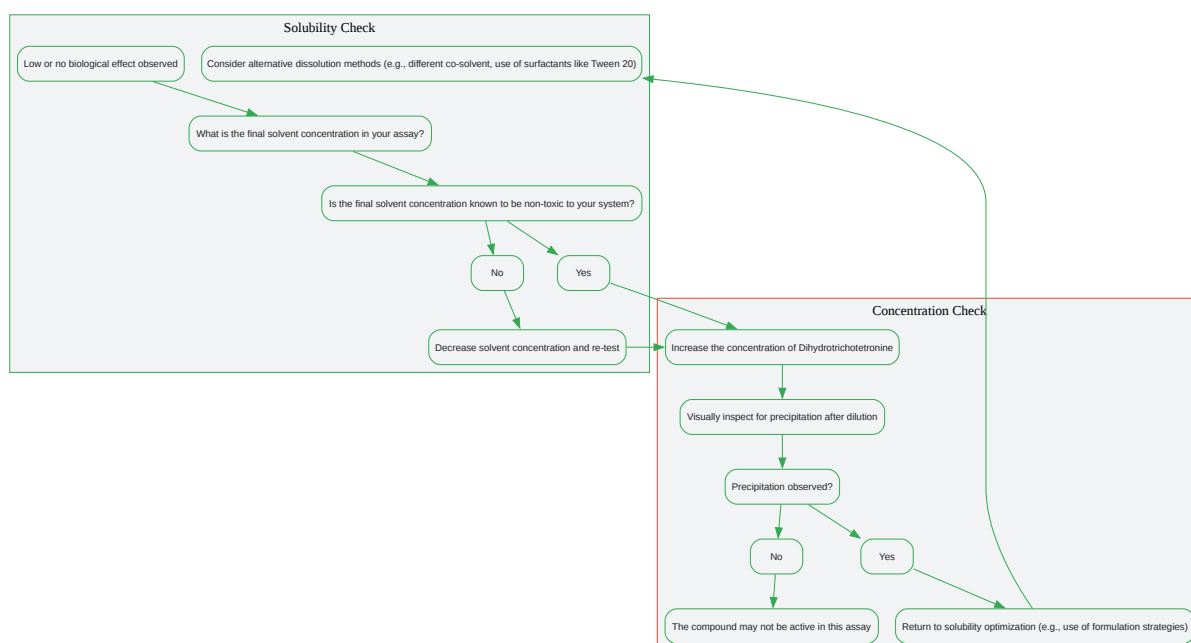 Solubility Check
Low or no biological effect observed
Consider alternative dissolution methods (e.g., different co-solvent, use of surfactants like Tween 20)
What is the final solvent concentration in your assay?
Is the final solvent concentration known to be non-toxic to your system?
No
Yes
Decrease solvent concentration and re-test
Concentration Check
Increase the concentration of Dihydrotrichotetronine
Visually inspect for precipitation after dilution
Precipitation observed?
No
Yes
The compound may not be active in this assay
Return to solubility optimization (e.g., use of formulation strategies)